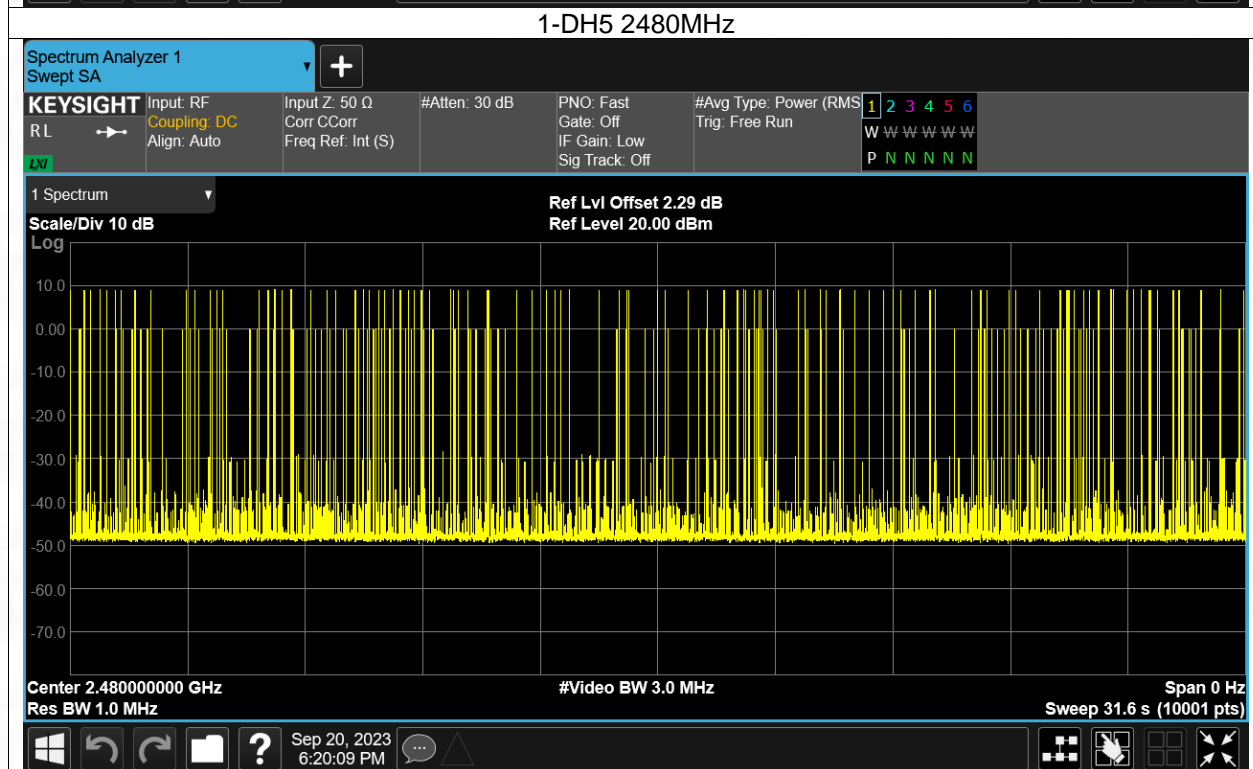 1-DH5 2480MHz
Spectrum Analyzer 1
Swept SA
KEYSIGHT
RL
LXI
Input: RF
Coupling: DC
Align: Auto
Input Z: 50 Ω
Corr CCorr
Freq Ref: Int (S)
#Atten: 30 dB
PNO: Fast
Gate: Off
IF Gain: Low
Sig Track: Off
#Avg Type: Power (RMS
Trig: Free Run
1 2 3 4 5 6
W W W W W W
P N N N N N
1 Spectrum
Scale/Div 10 dB
Ref Lvl Offset 2.29 dB
Ref Level 20.00 dBm
Log
10.0
0.00
-10.0
-20.0
-30.0
-40.0
-50.0
-60.0
-70.0
Center 2.480000000 GHz
#Video BW 3.0 MHz
Span 0 Hz
Res BW 1.0 MHz
Sweep 31.6 s (10001 pts)
?
Sep 20, 2023
6:20:09 PM